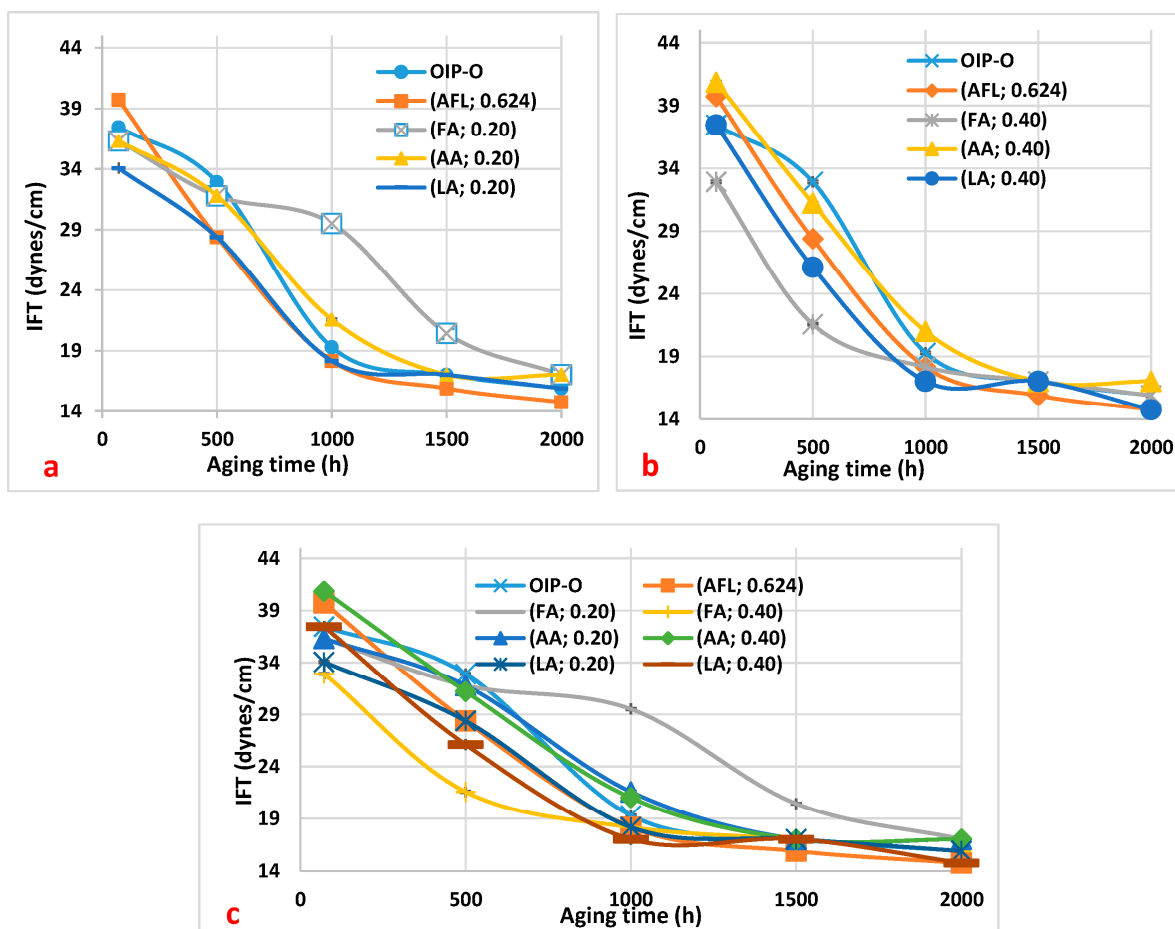 44
39
34
29
24
19
14
IFT (dynes/cm)
OIP-O
(AFL; 0.624)
(FA; 0.20)
(AA; 0.20)
(LA; 0.20)
0 500 1000 1500 2000
Aging time (h)
a
44
39
34
29
24
19
14
IFT (dynes/cm)
OIP-O
(AFL; 0.624)
(FA; 0.40)
(AA; 0.40)
(LA; 0.40)
0 500 1000 1500 2000
Aging time (h)
b
44
39
34
29
24
19
14
IFT (dynes/cm)
OIP-O (AFL; 0.624)
(FA; 0.20) (FA; 0.40)
(AA; 0.20) (AA; 0.40)
(LA; 0.20) (LA; 0.40)
0 500 1000 1500 2000
Aging time (h)
c